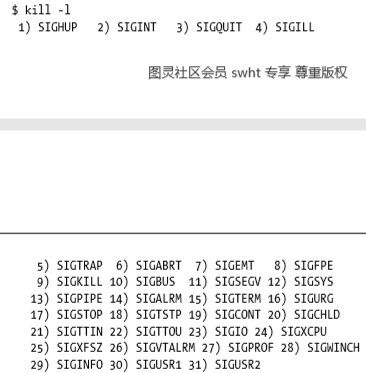 $ kill -l
1) SIGHUP 2) SIGINT 3) SIGQUIT 4) SIGILL
图灵社区会员 swht 专享 尊重版权
5) SIGTRAP 6) SIGABRT 7) SIGEMT 8) SIGFPE
9) SIGKILL 10) SIGBUS 11) SIGSEGV 12) SIGSYS
13) SIGPIPE 14) SIGALRM 15) SIGTERM 16) SIGURG
17) SIGSTOP 18) SIGTSTP 19) SIGCONT 20) SIGCHLD
21) SIGTTIN 22) SIGTTOU 23) SIGIO 24) SIGXCPU
25) SIGXFSZ 26) SIGVTALRM 27) SIGPROF 28) SIGWINCH
29) SIGINFO 30) SIGUSR1 31) SIGUSR2